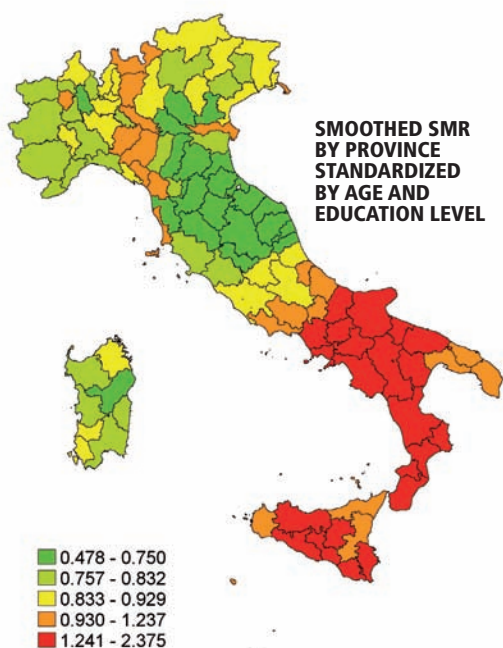 SMOOTHED SMR
BY PROVINCE
STANDARDIZED
BY AGE AND
EDUCATION LEVEL
0.478 - 0.750
0.757 - 0.832
0.833 - 0.929
0.930 - 1.237
1.241 - 2.375